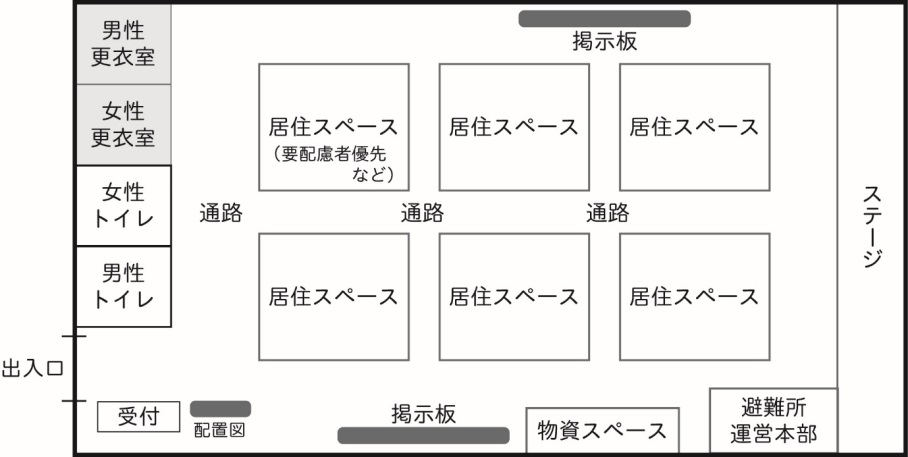 男性
更衣室
掲示板
女性
更衣室
居住スペース
(要配慮者優先
など)
居住スペース
居住スペース
女性
トイレ
通路
通路
通路
ステージ
男性
トイレ
居住スペース
居住スペース
居住スペース
出入口
受付
配置図
掲示板
物資スペース
避難所
運営本部